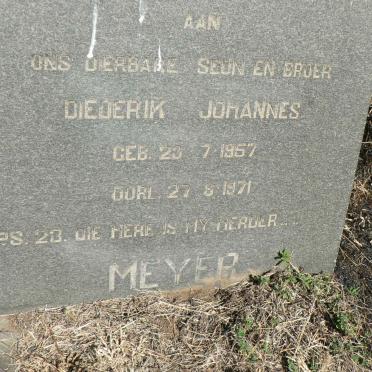 AAN
ONS DIERBARE SEUN EN BROER
DIEDERIK JOHANNES
GEB. 23 7-1957
OORL. 27-8-1971
PS. 23. DIE HERE IS MY HERDER....
MEYER